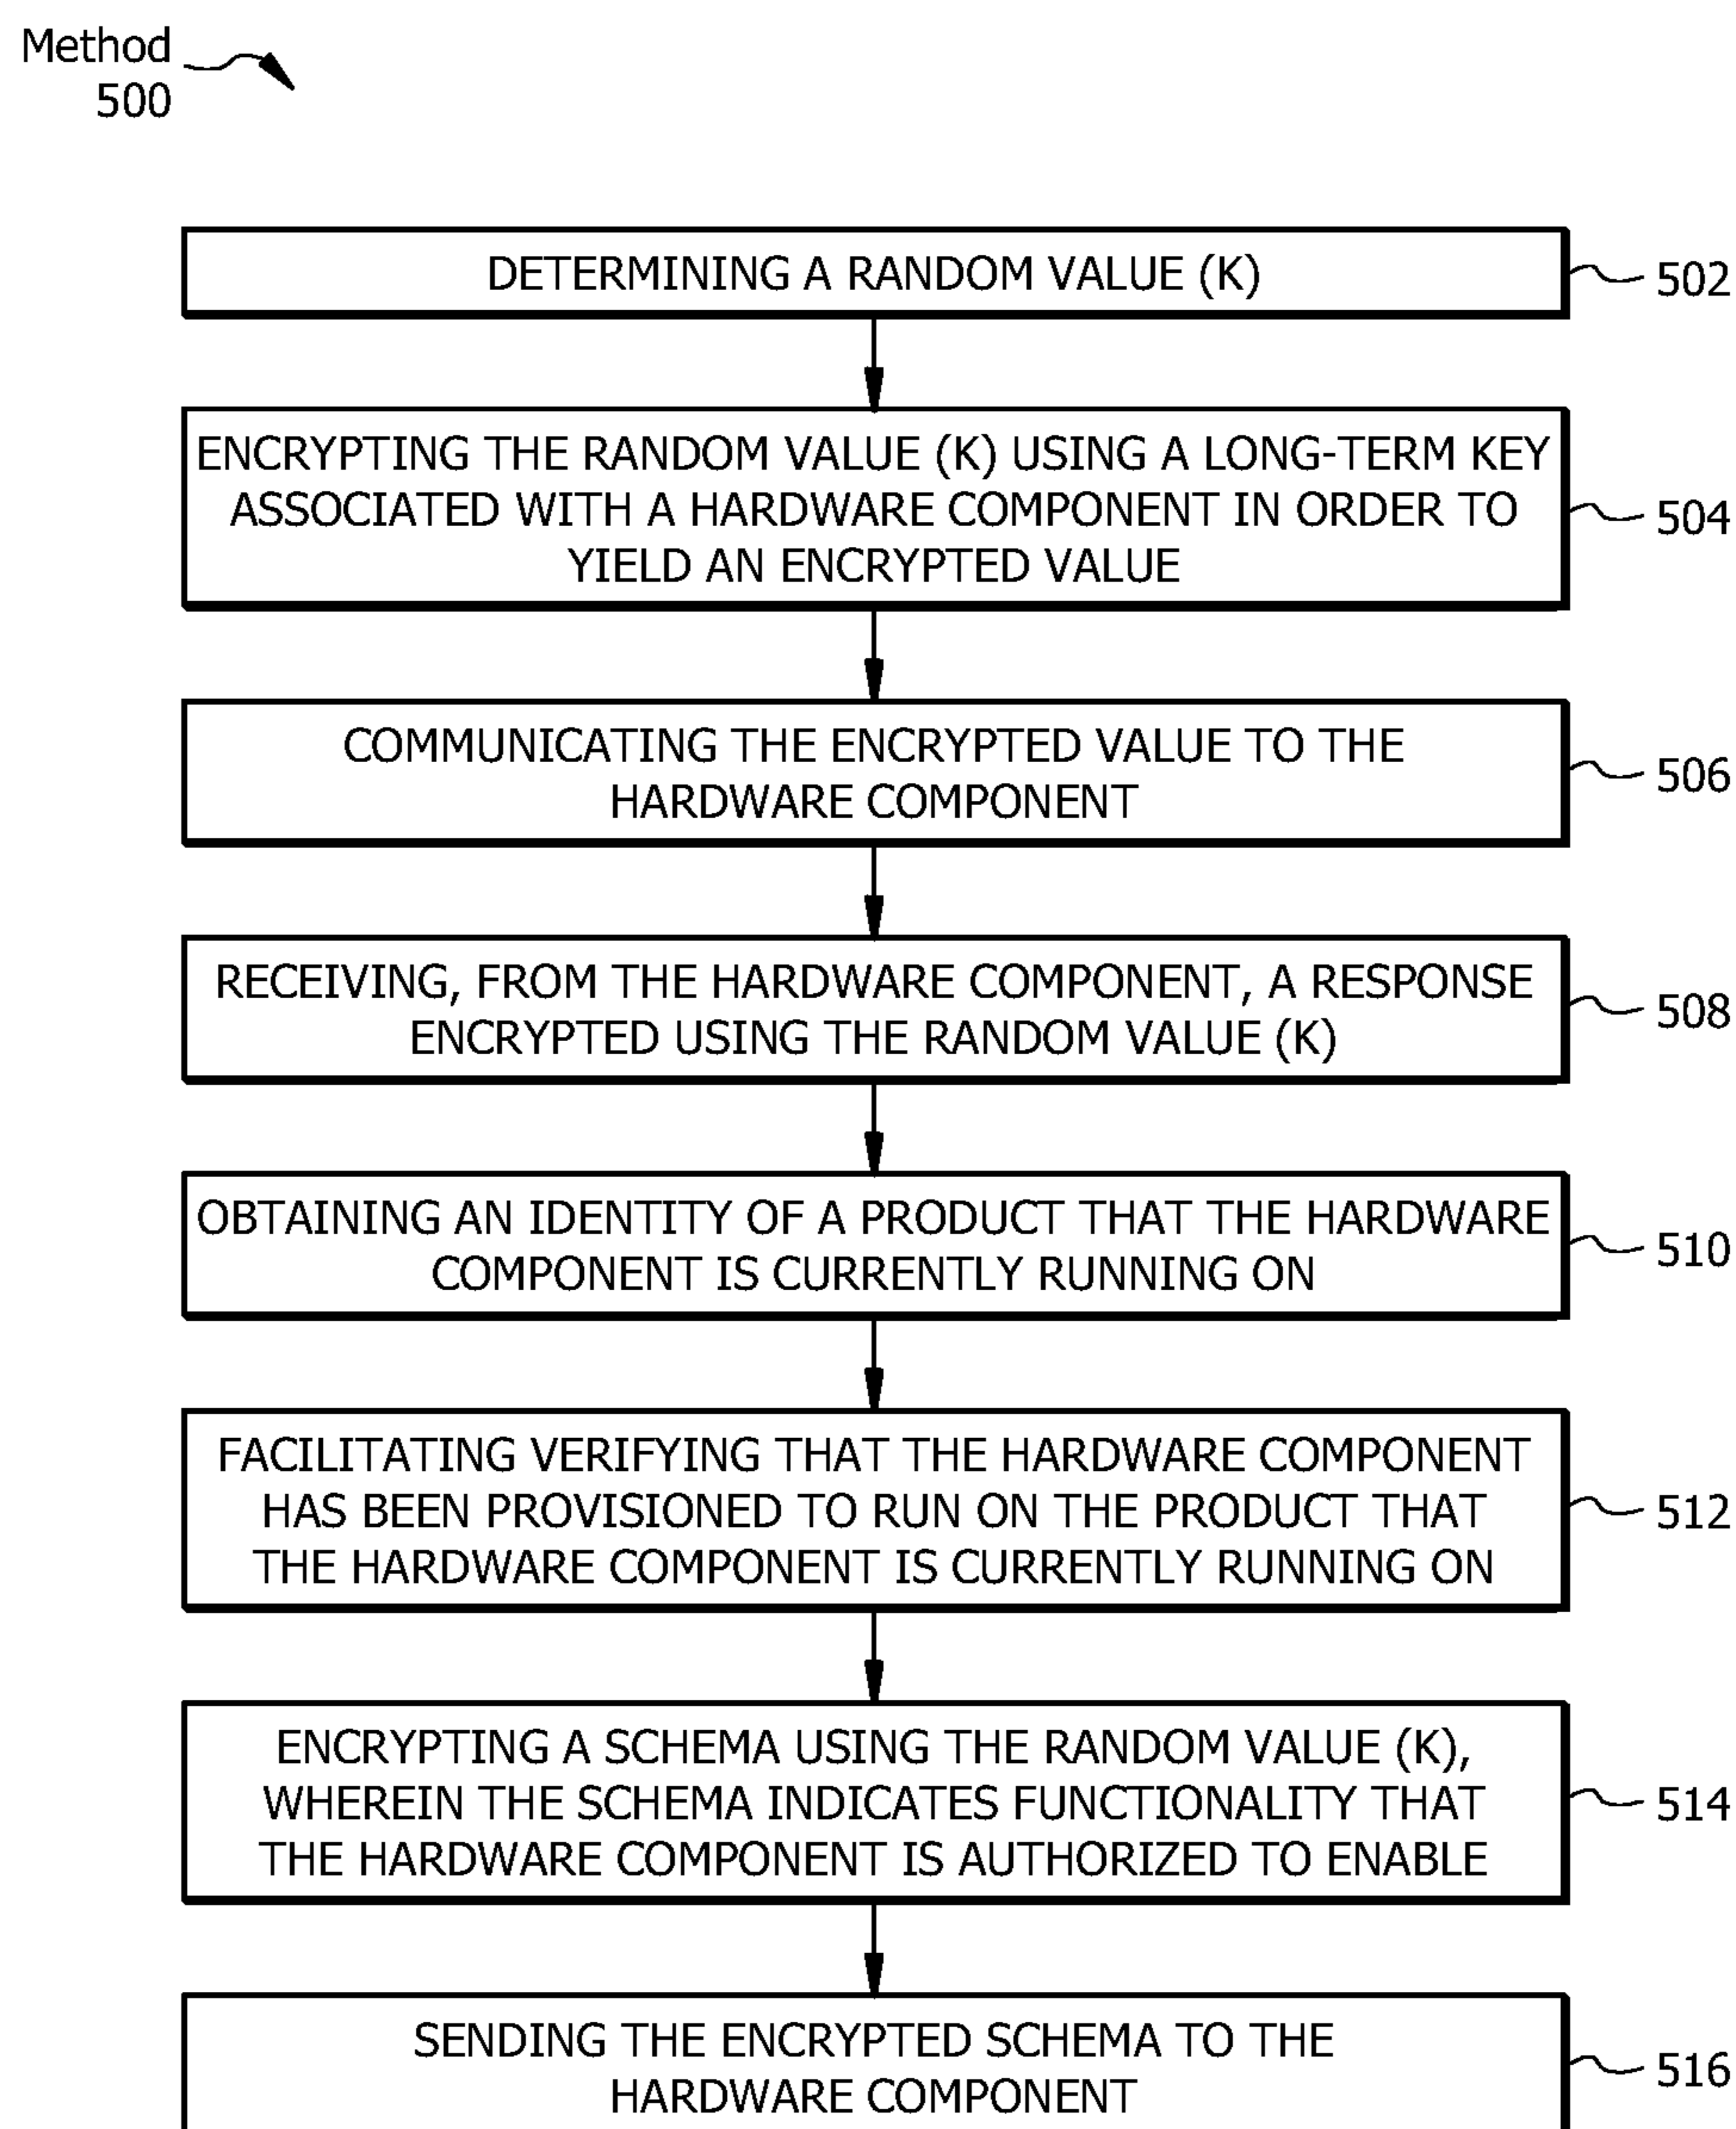 Method
500
DETERMINING A RANDOM VALUE (K)
502
ENCRYPTING THE RANDOM VALUE (K) USING A LONG-TERM KEY
ASSOCIATED WITH A HARDWARE COMPONENT IN ORDER TO
YIELD AN ENCRYPTED VALUE
504
COMMUNICATING THE ENCRYPTED VALUE TO THE
HARDWARE COMPONENT
506
RECEIVING, FROM THE HARDWARE COMPONENT, A RESPONSE
ENCRYPTED USING THE RANDOM VALUE (K)
508
OBTAINING AN IDENTITY OF A PRODUCT THAT THE HARDWARE
COMPONENT IS CURRENTLY RUNNING ON
510
FACILITATING VERIFYING THAT THE HARDWARE COMPONENT
HAS BEEN PROVISIONED TO RUN ON THE PRODUCT THAT
THE HARDWARE COMPONENT IS CURRENTLY RUNNING ON
512
ENCRYPTING A SCHEMA USING THE RANDOM VALUE (K),
WHEREIN THE SCHEMA INDICATES FUNCTIONALITY THAT
THE HARDWARE COMPONENT IS AUTHORIZED TO ENABLE
514
SENDING THE ENCRYPTED SCHEMA TO THE
HARDWARE COMPONENT
516